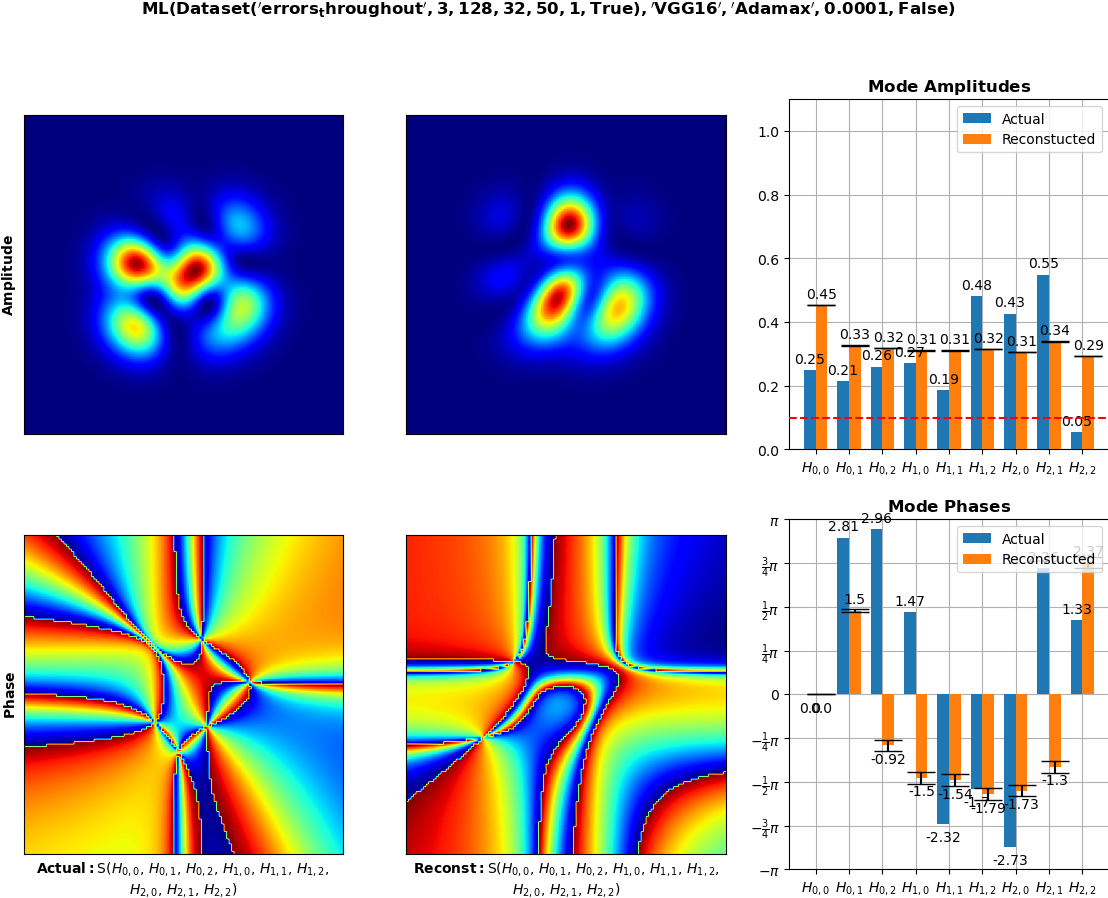 ML(Dataset('errors_throughout', 3, 128, 32, 50, 1, True), 'VGG16', 'Adamax', 0.0001, False)
Amplitude
Mode Amplitudes
Actual
Reconstucted
1.0
0.8
0.6
0.4
0.2
0.0
0.25
0.45
0.21
0.33
0.26
0.32
0.27
0.31
0.19
0.31
0.48
0.32
0.43
0.31
0.55
0.34
0.05
0.29
H0,0 H0,1 H0,2 H1,0 H1,1 H1,2 H2,0 H2,1 H2,2
Phase
Actual:S(H0,0, H0,1, H0,2, H1,0, H1,1, H1,2,
H2,0, H2,1, H2,2)
Reconst:S(H0,0, H0,1, H0,2, H1,0, H1,1, H1,2,
H2,0, H2,1, H2,2)
Mode Phases
Actual
Reconstucted
π
3/4π
1/2π
1/4π
0
−1/4π
−1/2π
−3/4π
−π
0.0
0.0
2.81
1.5
2.96
-0.92
1.47
-1.5
-2.32
-1.54
-1.79
-2.73
-1.73
-1.3
1.33
2.37
H0,0 H0,1 H0,2 H1,0 H1,1 H1,2 H2,0 H2,1 H2,2